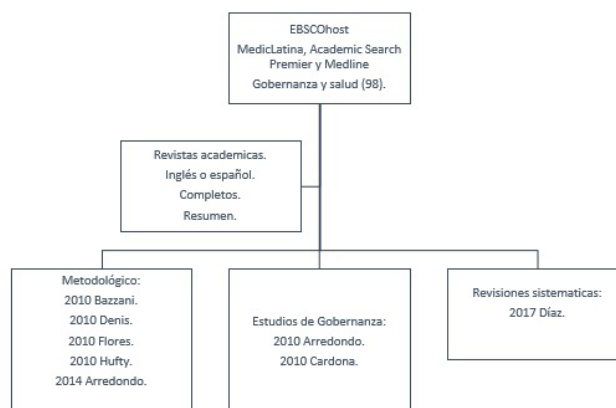 EBSCOhost
MedicLatina, Academic Search
Premier y Medline
Gobernanza y salud (98).
Revistas academicas.
Inglés o español.
Completos.
Resumen.
Metodológico:
2010 Bazzani.
2010 Denis.
2010 Flores.
2010 Hufty.
2014 Arredondo.
Estudios de Gobernanza:
2010 Arredondo.
2010 Cardona.
Revisiones sistematicas:
2017 Díaz.